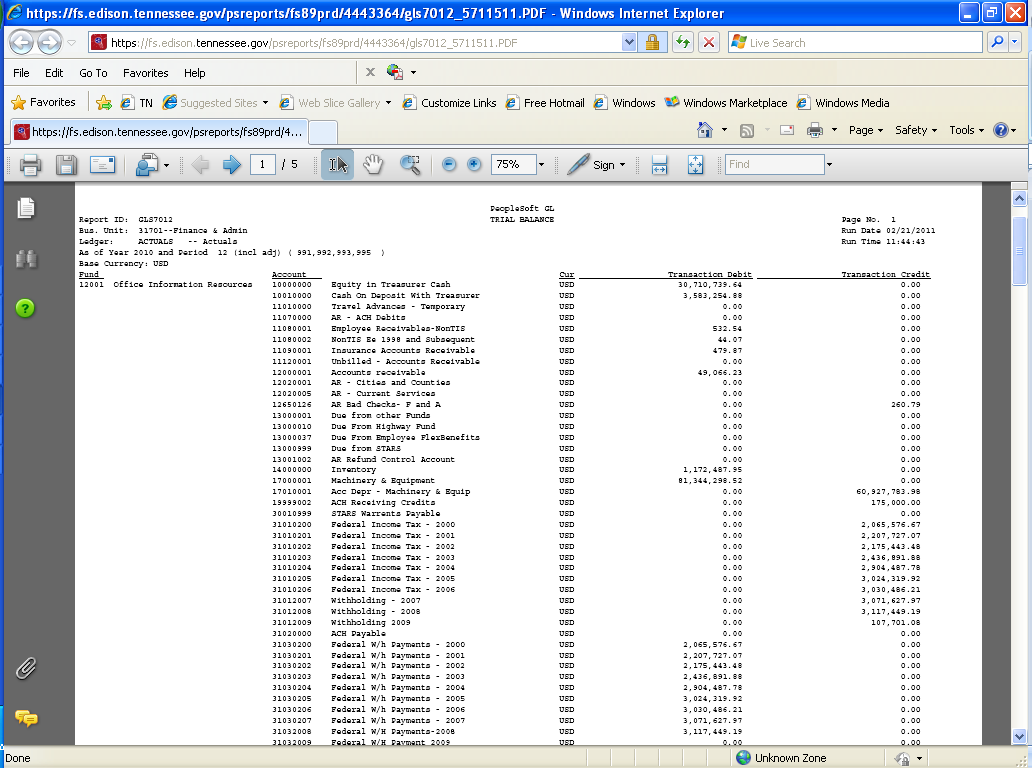 https://fs.edison.tennessee.gov/psreports/fs89prd/4443364/gls7012_5711511.PDF - Windows Internet Explorer
https://fs.edison.tennessee.gov/psreports/fs89prd/4443364/gls7012_5711511.PDF Live Search
File Edit Go To Favorites Help
Favorites TN Suggested Sites Web Slice Gallery Customize Links Free Hotmail Windows Windows Marketplace Windows Media
https://fs.edison.tennessee.gov/psreports/fs89prd/4... Page Safety Tools
1 / 5 75% Sign Find
PeopleSoft GL
Report ID: GLS7012 TRIAL BALANCE Page No. 1
Bus. Unit: 31701--Finance & Admin Run Date 02/21/2011
Ledger: ACTUALS -- Actuals Run Time 11:44:43
As of Year 2010 and Period 12 (incl adj) ( 991,992,993,995 )
Base Currency: USD
Fund Account Cur Transaction Debit Transaction Credit
12001 Office Information Resources 10000000 Equity in Treasurer Cash USD 30,710,739.64 0.00
10010000 Cash On Deposit With Treasurer USD 3,583,254.88 0.00
11010000 Travel Advances - Temporary USD 0.00 0.00
11070000 AR - ACH Debits USD 0.00 0.00
11080001 Employee Receivables-NonTIS USD 532.54 0.00
11080002 NonTIS Ee 1998 and Subsequent USD 44.07 0.00
11090001 Insurance Accounts Receivable USD 479.87 0.00
11120001 Unbilled - Accounts Receivable USD 0.00 0.00
12000001 Accounts receivable USD 49,066.23 0.00
12020001 AR - Cities and Counties USD 0.00 0.00
12020005 AR - Current Services USD 0.00 0.00
12650126 AR Bad Checks- F and A USD 0.00 260.79
13000001 Due from other Funds USD 0.00 0.00
13000010 Due From Highway Fund USD 0.00 0.00
13000037 Due From Employee FlexBenefits USD 0.00 0.00
13000999 Due from STARS USD 0.00 0.00
13001002 AR Refund Control Account USD 0.00 0.00
14000000 Inventory USD 1,172,487.95 0.00
17000001 Machinery & Equipment USD 81,344,298.52 0.00
17010001 Acc Depr - Machinery & Equip USD 0.00 60,927,783.98
19999002 ACH Receiving Credits USD 0.00 175,000.00
30010999 STARS Warrents Payable USD 0.00 0.00
31010200 Federal Income Tax - 2000 USD 0.00 2,065,576.67
31010201 Federal Income Tax - 2001 USD 0.00 2,207,727.07
31010202 Federal Income Tax - 2002 USD 0.00 2,175,443.48
31010203 Federal Income Tax - 2003 USD 0.00 2,436,891.88
31010204 Federal Income Tax - 2004 USD 0.00 2,904,487.78
31010205 Federal Income Tax - 2005 USD 0.00 3,024,319.92
31010206 Federal Income Tax - 2006 USD 0.00 3,030,486.21
31012007 Withholding - 2007 USD 0.00 3,071,627.97
31012008 Withholding - 2008 USD 0.00 3,117,449.19
31012009 Withholding 2009 USD 0.00 107,701.08
31020000 ACH Payable USD 0.00 0.00
31030200 Federal W/h Payments - 2000 USD 2,065,576.67 0.00
31030201 Federal W/h Payments - 2001 USD 2,207,727.07 0.00
31030202 Federal W/h Payments - 2002 USD 2,175,443.48 0.00
31030203 Federal W/h Payments - 2003 USD 2,436,891.88 0.00
31030204 Federal W/h Payments - 2004 USD 2,904,487.78 0.00
31030205 Federal W/h Payments - 2005 USD 3,024,319.92 0.00
31030206 Federal W/h Payments - 2006 USD 3,030,486.21 0.00
31030207 Federal W/h Payments - 2007 USD 3,071,627.97 0.00
31032008 Federal W/H Payments-2008 USD 3,117,449.19 0.00
31032009 Federal W/H Payment 2009 USD 0.00 0.00
Done Unknown Zone